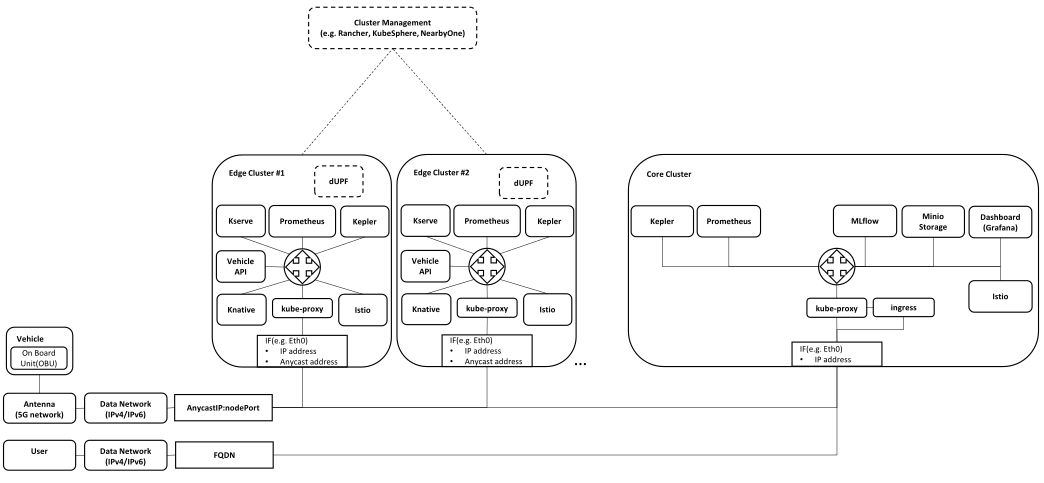 Cluster Management
(e.g. Rancher, KubeSphere, NearbyOne)
Edge Cluster #1
dUPF
Kserve
Prometheus
Kepler
Vehicle
API
Knative
kube-proxy
Istio
IF(e.g. Eth0)
• IP address
• Anycast address
Edge Cluster #2
dUPF
Kserve
Prometheus
Kepler
Vehicle
API
Knative
kube-proxy
Istio
IF(e.g. Eth0)
• IP address
• Anycast address
...
Core Cluster
Kepler
Prometheus
MLflow
Minio
Storage
Dashboard
(Grafana)
Istio
kube-proxy
ingress
IF(e.g. Eth0)
• IP address
Vehicle
On Board
Unit(OBU)
Antenna
(5G network)
Data Network
(IPv4/IPv6)
AnycastIP:nodePort
User
Data Network
(IPv4/IPv6)
FQDN